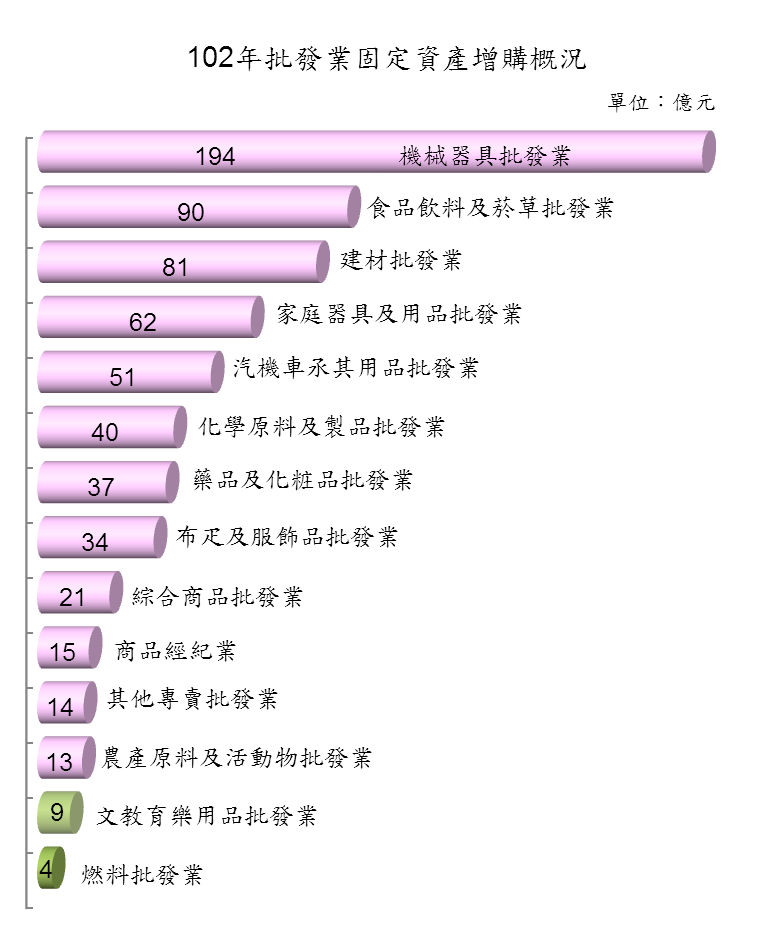 102年批發業固定資產增購概況
單位：億元
194 機械器具批發業
90 食品飲料及菸草批發業
81 建材批發業
62 家庭器具及用品批發業
51 汽機車氶其用品批發業
40 化學原料及製品批發業
37 藥品及化粧品批發業
34 布疋及服飾品批發業
21 綜合商品批發業
15 商品經紀業
14 其他專賣批發業
13 農產原料及活動物批發業
9 文教育樂用品批發業
4 燃料批發業